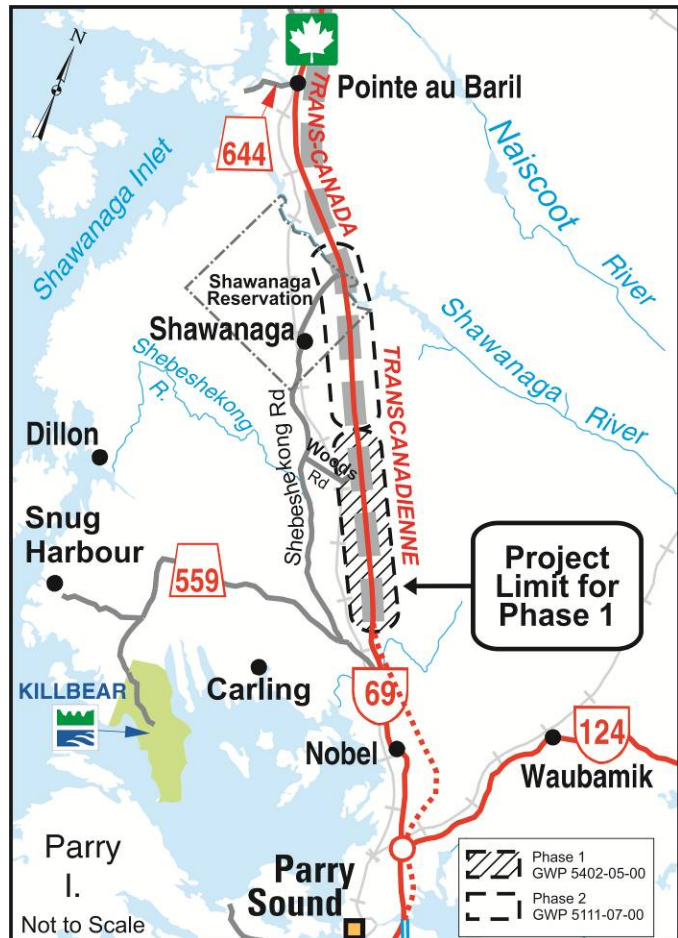 N
Pointe au Baril
TRANS-CANADA
644
Naiscoot
River
Shawanaga Inlet
Shawanaga
Reservation
Shawanaga
Shebeshekong
R.
Shawanaga
River
TRANSCANADIENNE
Dillon
Shebeshekong Rd
Woods
Rd
Snug
Harbour
559
Project
Limit for
Phase 1
KILLBEAR
Carling
69
Nobel
124
Waubamik
Parry
I.
Parry
Sound
Not to Scale
Phase 1
GWP 5402-05-00
Phase 2
GWP 5111-07-00